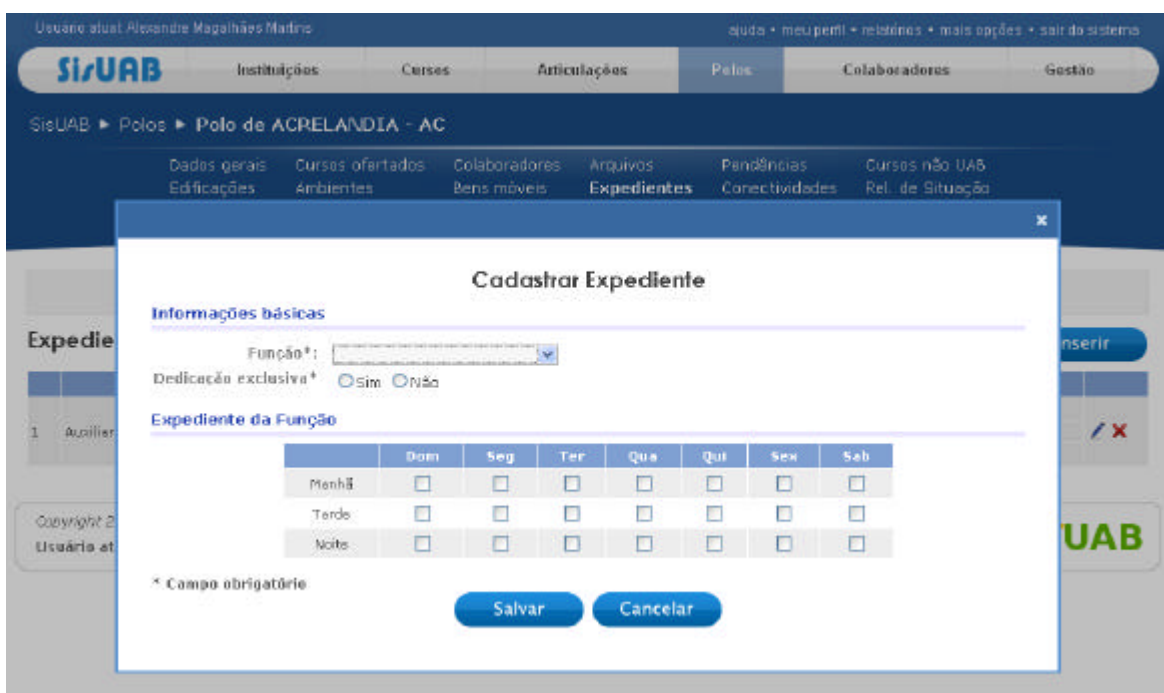 Usuário atual: Alexandre Magalhães Martins ajuda • meu perfil • relatórios • mais opções • sair do sistema
SisUAB Instituições Cursos Articulações Polos Colaboradores Gestão
SisUAB ► Polos ► Polo de ACRELANDIA - AC
Dados gerais Cursos ofertados Colaboradores Arquivos Pendências Cursos não UAB
Edificações Ambientes Bens móveis Expedientes Conectividades Rel. de Situação
x
Cadastrar Expediente
Informações básicas
Expedie nserir
Função*:
Dedicação exclusiva* Sim Não
Expediente da Função
1 Auxiliar
Dom Seg Ter Qua Qui Sex Sab
Manhã
Tarde
Noite
Copyright 2
Usuário at
UAB
* Campo obrigatório
Salvar Cancelar